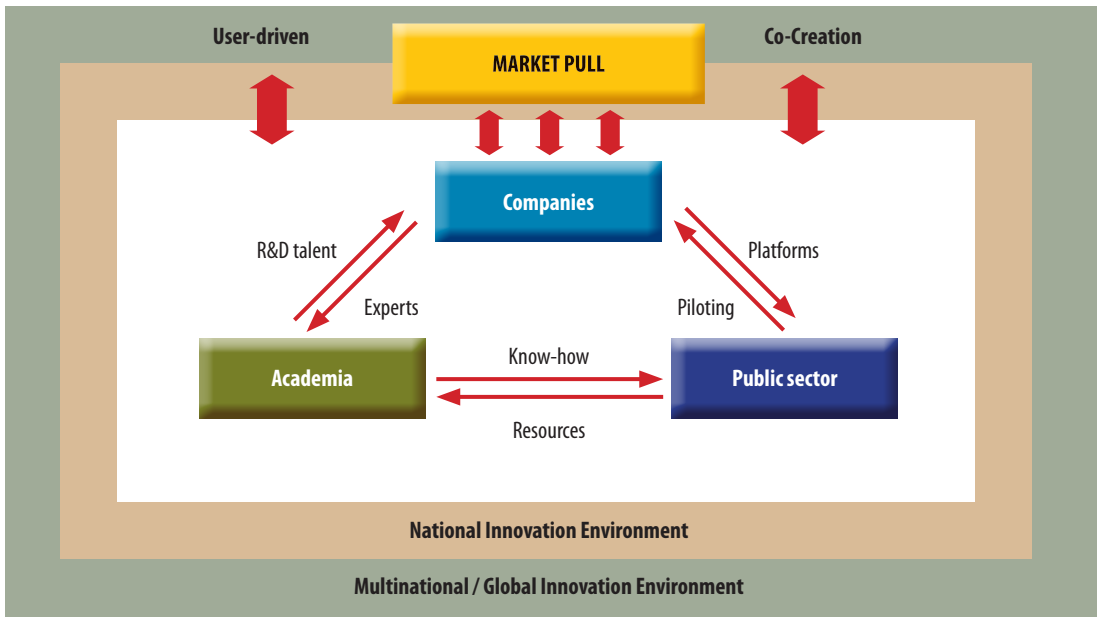 User-driven
Co-Creation
MARKET PULL
Companies
R&D talent
Platforms
Experts
Piloting
Know-how
Academia
Public sector
Resources
National Innovation Environment
Multinational / Global Innovation Environment